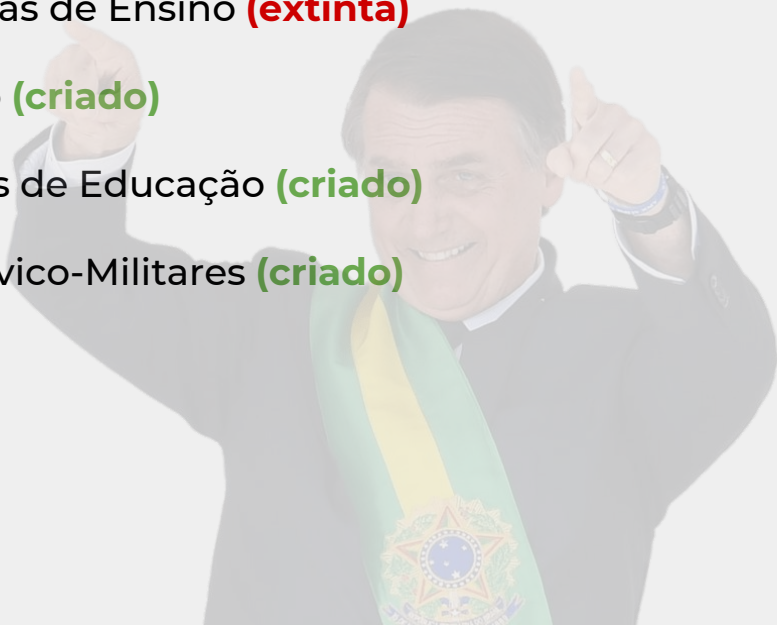 as de Ensino (extinta)
(criado)
s de Educação (criado)
vico-Militares (criado)